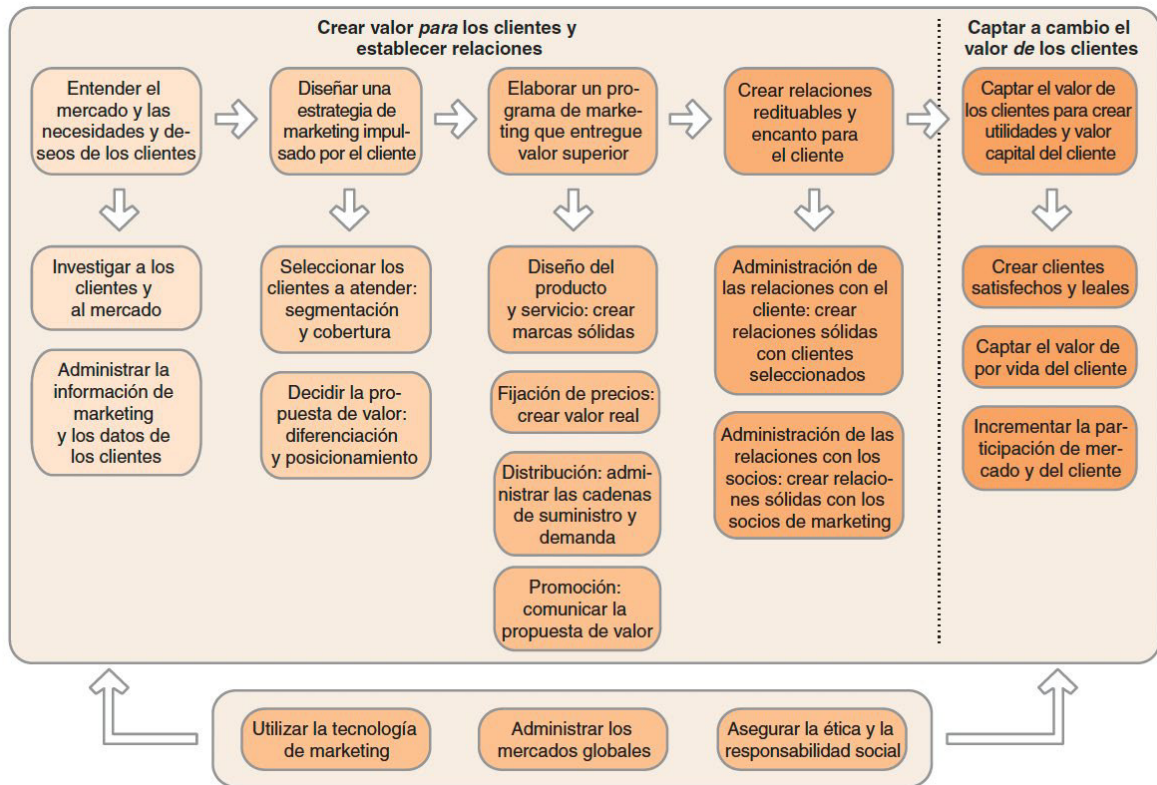 Crear valor para los clientes y
establecer relaciones
Captar a cambio el
valor de los clientes
Entender el
mercado y las
necesidades y de-
seos de los clientes
Diseñar una
estrategia de
marketing impul-
sado por el cliente
Elaborar un pro-
grama de marke-
ting que entregue
valor superior
Crear relaciones
redituables y
encanto para
el cliente
Captar el valor de
los clientes para crear
utilidades y valor
capital del cliente
Investigar a los
clientes y
al mercado
Administrar la
información de
marketing
y los datos de
los clientes
Seleccionar los
clientes a atender:
segmentación
y cobertura
Decidir la pro-
puesta de valor:
diferenciación
y posicionamiento
Diseño del
producto
y servicio: crear
marcas sólidas
Fijación de precios:
crear valor real
Distribución: admi-
nistrar las cadenas
de suministro y
demanda
Promoción:
comunicar la
propuesta de valor
Administración de
las relaciones con el
cliente: crear
relaciones sólidas
con clientes
seleccionados
Administración de las
relaciones con los
socios: crear relacio-
nes sólidas con los
socios de marketing
Crear clientes
satisfechos y leales
Captar el valor de
por vida del cliente
Incrementar la par-
ticipación de mer-
cado y del cliente
Utilizar la tecnología
de marketing
Administrar los
mercados globales
Asegurar la ética y la
responsabilidad social